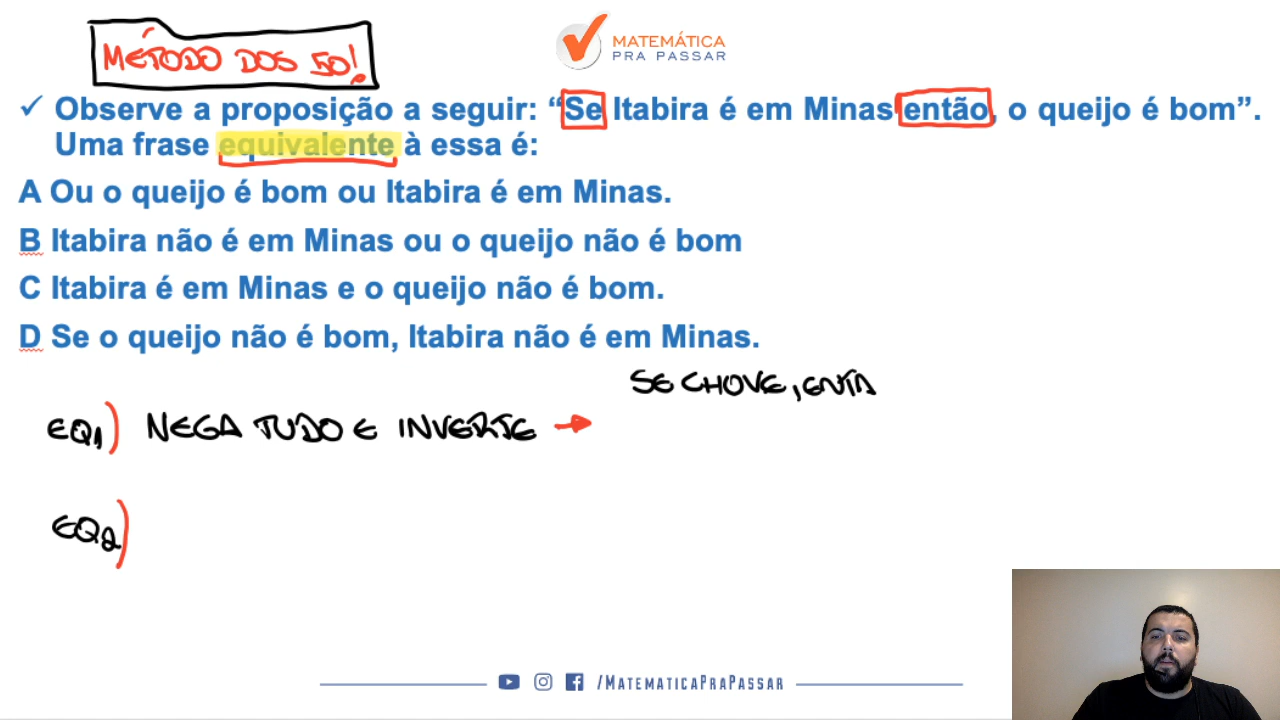 MÉTODO DOS 50!
MATEMÁTICA
PRA PASSAR
✓ Observe a proposição a seguir: “Se Itabira é em Minas então, o queijo é bom”.
Uma frase equivalente à essa é:
A Ou o queijo é bom ou Itabira é em Minas.
B Itabira não é em Minas ou o queijo não é bom
C Itabira é em Minas e o queijo não é bom.
D Se o queijo não é bom, Itabira não é em Minas.
SE CHOVE, ENTA
EQ1) NEGA TUDO E INVERTE →
EQ2)
/MATEMATICAPRAPASSAR